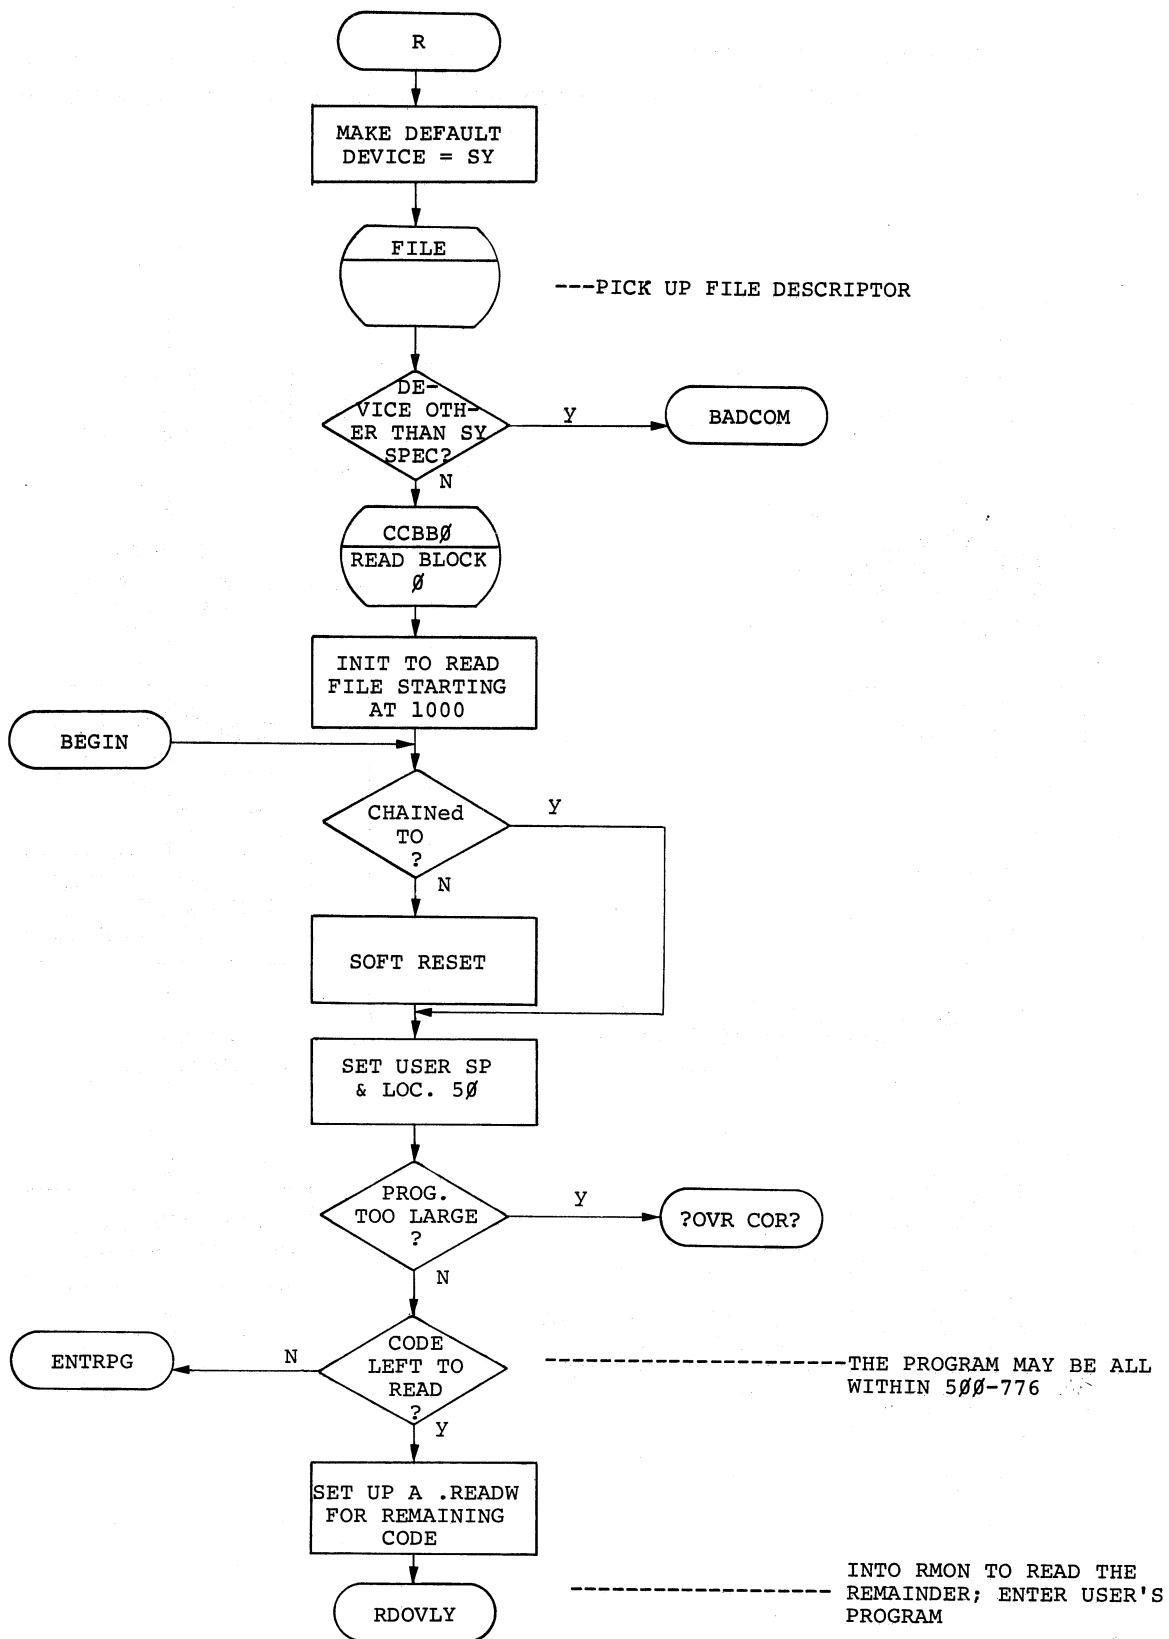 R
MAKE DEFAULT
DEVICE = SY
FILE
---PICK UP FILE DESCRIPTOR
DE-
VICE OTH-
ER THAN SY
SPEC?
Y
BADCOM
N
CCBBØ
READ BLOCK
Ø
INIT TO READ
FILE STARTING
AT 1000
BEGIN
CHAINed
TO
?
Y
N
SOFT RESET
SET USER SP
& LOC. 5Ø
PROG.
TOO LARGE
?
Y
?OVR COR?
N
CODE
LEFT TO
READ
?
N
ENTRPG
THE PROGRAM MAY BE ALL
WITHIN 5ØØ-776
Y
SET UP A .READW
FOR REMAINING
CODE
RDOVLY
INTO RMON TO READ THE
REMAINDER; ENTER USER'S
PROGRAM